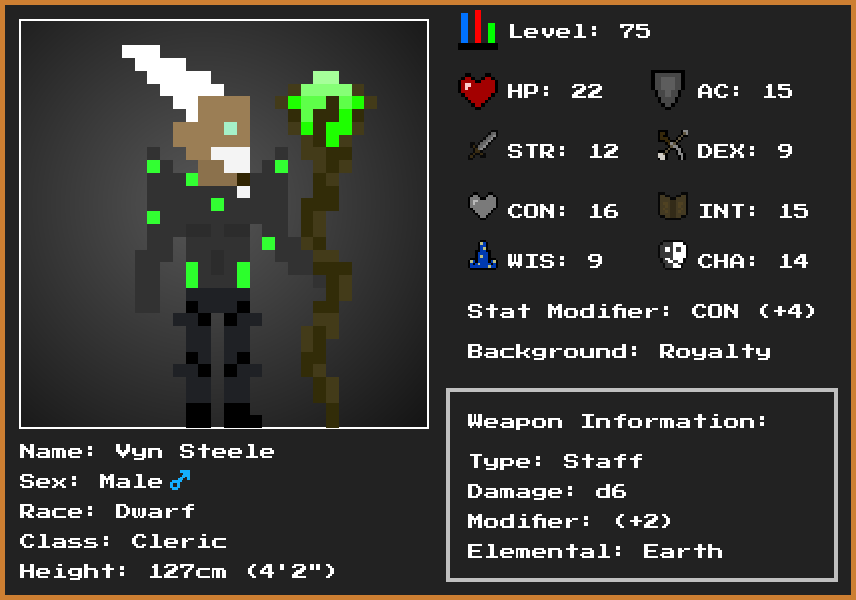 Level: 75
HP: 22
AC: 15
STR: 12
DEX: 9
CON: 16
INT: 15
WIS: 9
CHA: 14
Stat Modifier: CON (+4)
Background: Royalty
Weapon Information:
Type: Staff
Damage: d6
Modifier: (+2)
Elemental: Earth
Name: Vyn Steele
Sex: Male ♂
Race: Dwarf
Class: Cleric
Height: 127cm (4'2")